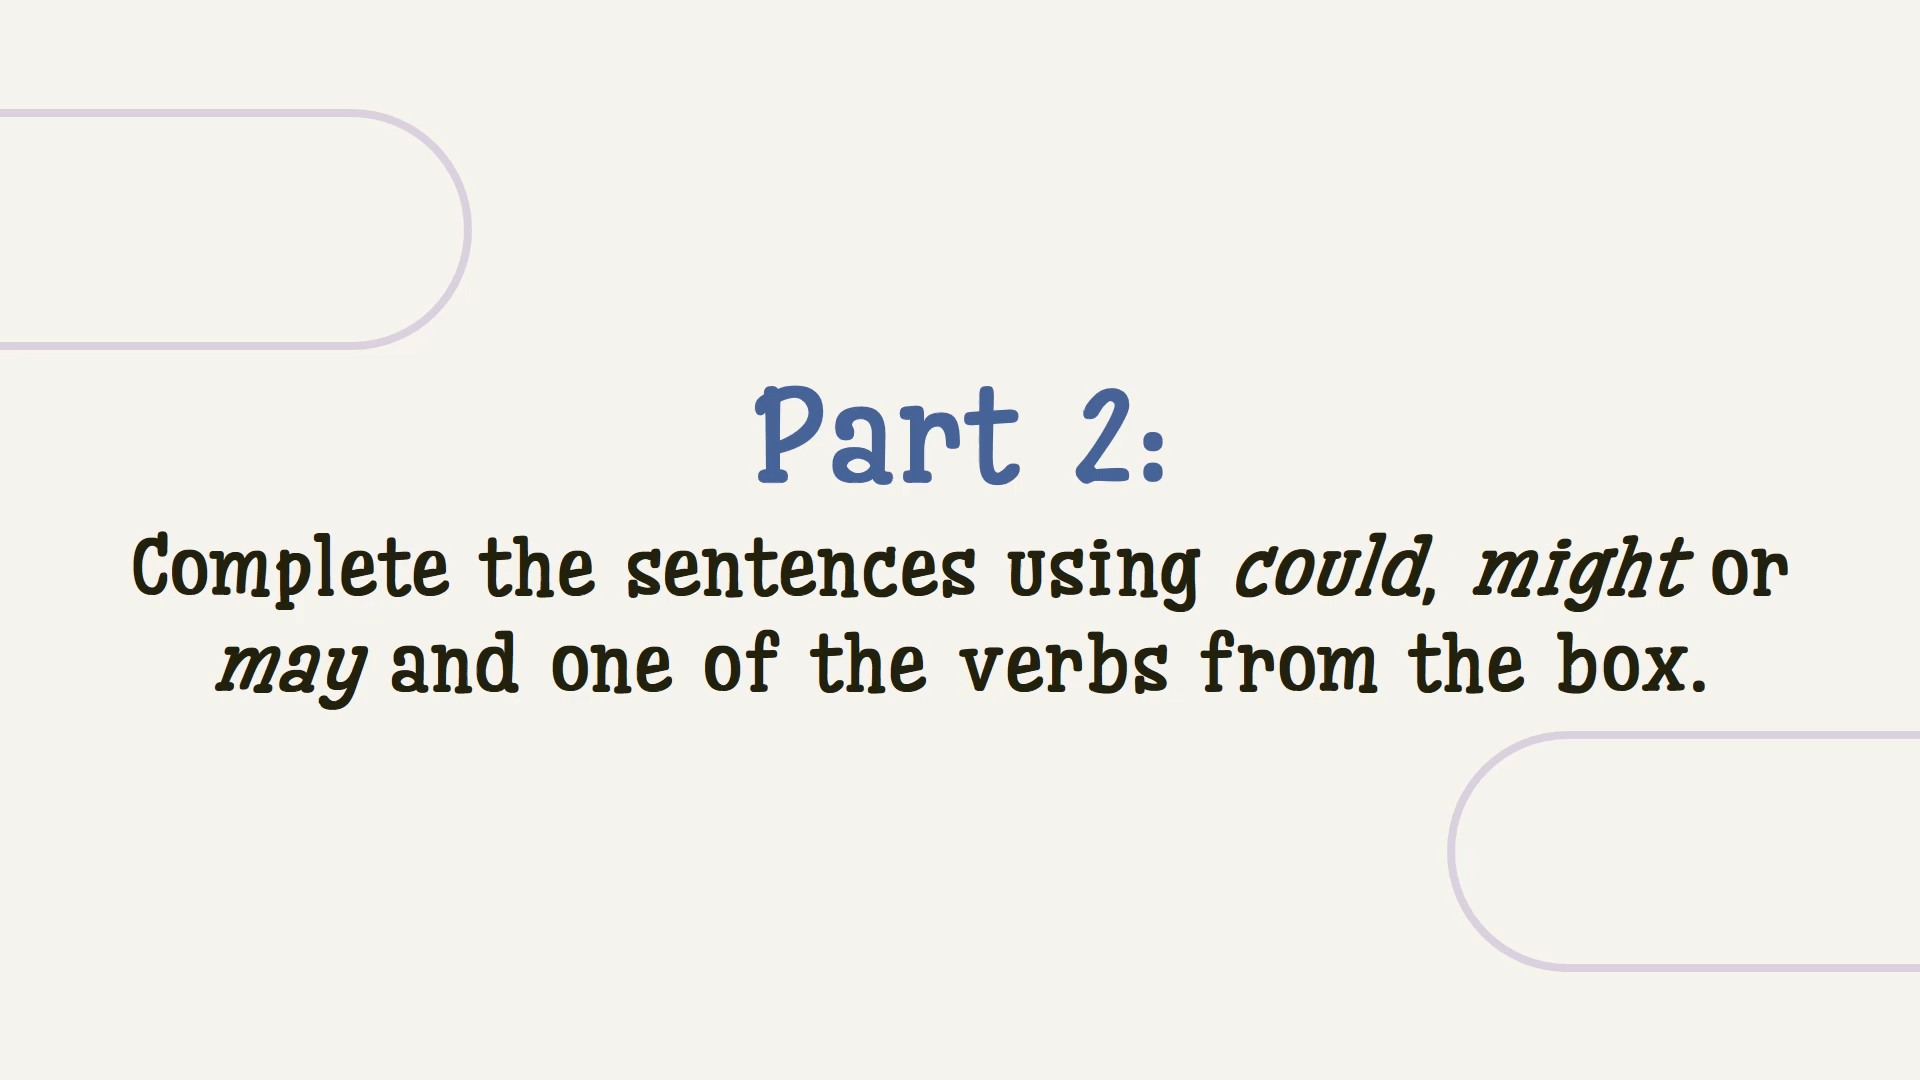 Part 2:
Complete the sentences using could, might or
may and one of the verbs from the box.